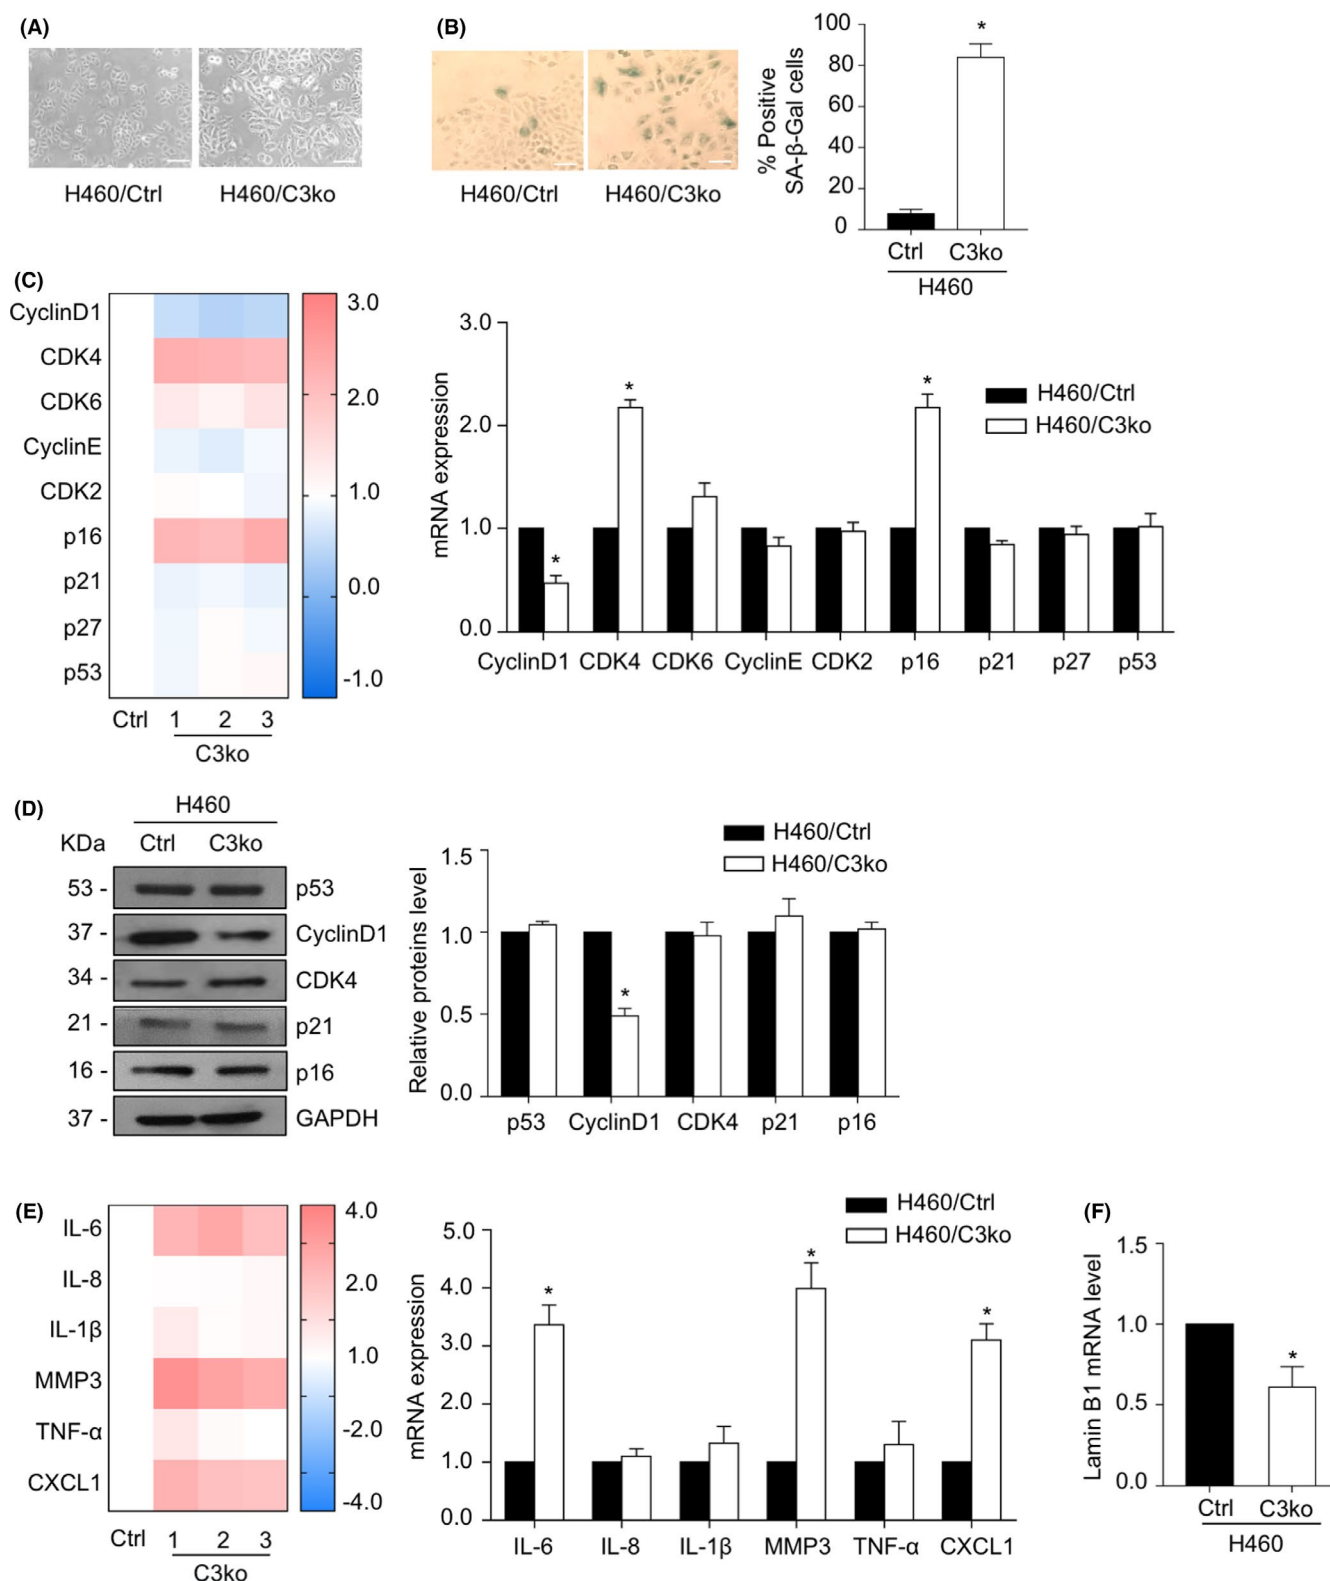 (A)
H460/Ctrl
H460/C3ko
(B)
H460/Ctrl
H460/C3ko
% Positive
SA-β-Gal cells
100
80
60
40
20
0
*
Ctrl
C3ko
H460
(C)
CyclinD1
CDK4
CDK6
CyclinE
CDK2
p16
p21
p27
p53
3.0
2.0
1.0
0.0
-1.0
Ctrl
1 2 3
C3ko
mRNA expression
3.0
2.0
1.0
0.0
*
*
*
H460/Ctrl
H460/C3ko
CyclinD1 CDK4 CDK6 CyclinE CDK2 p16 p21 p27 p53
(D)
H460
KDa Ctrl C3ko
53 - p53
37 - CyclinD1
34 - CDK4
21 - p21
16 - p16
37 - GAPDH
H460/Ctrl
H460/C3ko
Relative proteins level
1.5
1.0
0.5
0.0
*
p53 CyclinD1 CDK4 p21 p16
(E)
IL-6
IL-8
IL-1β
MMP3
TNF-α
CXCL1
4.0
2.0
1.0
-2.0
-4.0
Ctrl
1 2 3
C3ko
H460/Ctrl
H460/C3ko
mRNA expression
5.0
4.0
3.0
2.0
1.0
0.0
*
*
*
IL-6 IL-8 IL-1β MMP3 TNF-α CXCL1
(F)
Lamin B1 mRNA level
1.5
1.0
0.5
0.0
*
Ctrl C3ko
H460